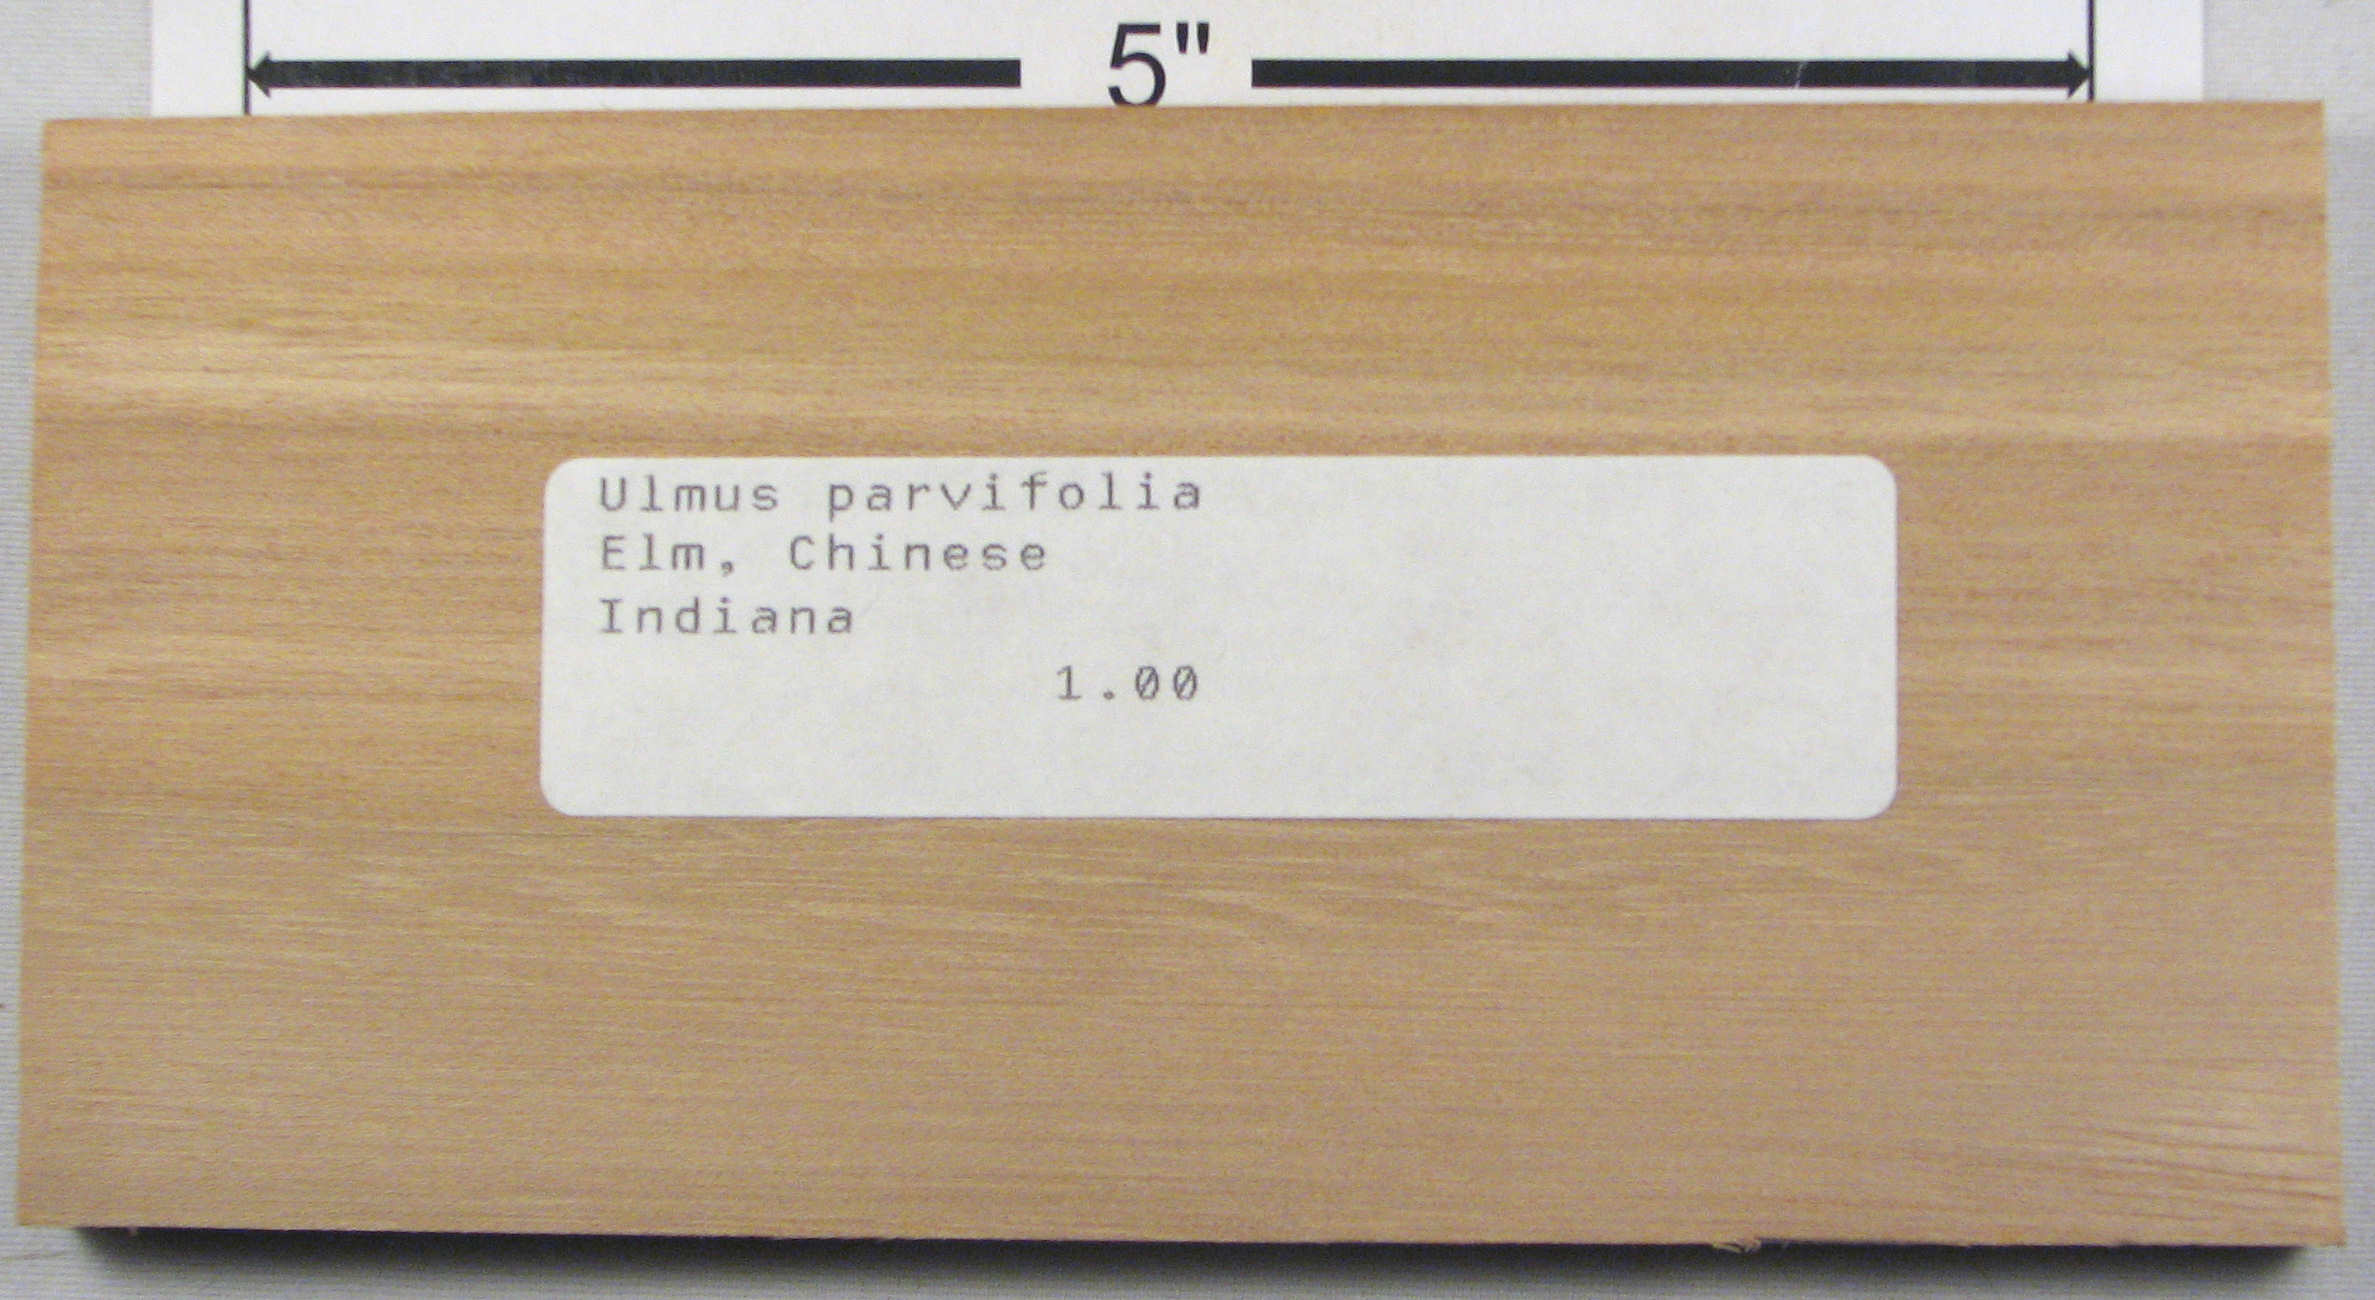 5"
Ulmus parvifolia
Elm, Chinese
Indiana
1.00